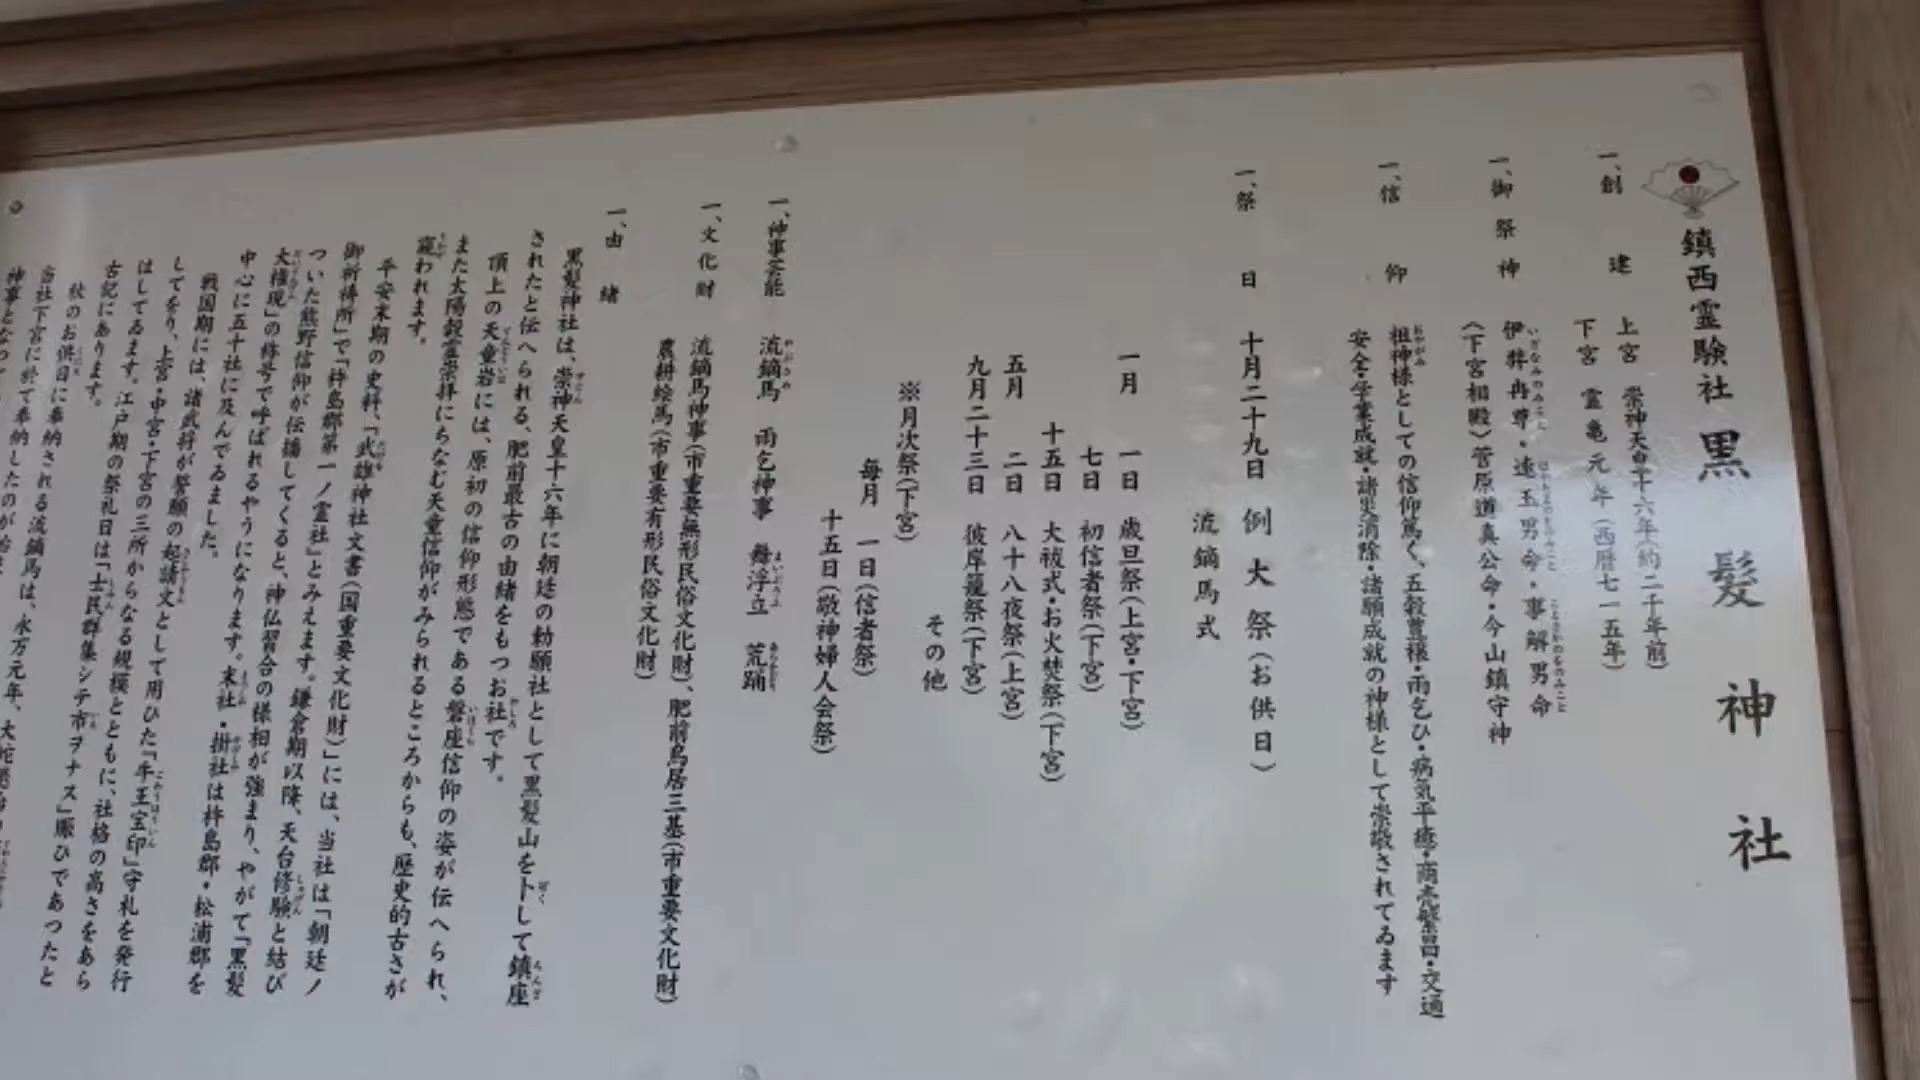 鎮西霊験社 黒髪神社
一、創建 上宮 崇神天皇十六年(約二千年前)
下宮 霊亀元年(西暦七一五年)
一、御祭神 伊弉冉尊・速玉男命・事解男命
(下宮相殿)菅原道真公命・今山鎮守神
一、信仰 祖神様としての信仰篤く、五穀豊穣・雨乞ひ・病気平癒・商売繁昌・交通
安全・学業成就・諸災消除・諸願成就の神様として崇敬されてゐます
一、祭日 十月二十九日 例大祭(お供日)
流鏑馬式
一月 一日 歳旦祭(上宮・下宮)
七日 初信者祭(下宮)
十五日 大祓式・お火焚祭(下宮)
五月 二日 八十八夜祭(上宮)
九月二十三日 彼岸籠祭(下宮)
その他
※月次祭(下宮)
毎月 一日(信者祭)
十五日(敬神婦人会祭)
一、神事芸能 流鏑馬 雨乞神事 舞浮立 荒踊
一、文化財 流鏑馬神事(市重要無形民俗文化財)、肥前鳥居三基(市重要文化財)
農耕絵馬(市重要有形民俗文化財)
一、由緒
黒髪神社は、崇神天皇十六年に朝廷の勅願社として黒髪山を卜して鎮座
されたと伝へられる、肥前最古の由緒をもつお社です。
頂上の天童岩には、原初の信仰形態である磐座信仰の姿が伝へられ、
また太陽穀霊崇拝にちなむ天童信仰がみられるところからも、歴史的古さが
窺われます。
平安末期の史料、「武雄神社文書(国重要文化財)」には、当社は「朝廷ノ
御祈祷所」で「杵島郡第一ノ霊社」とみえます。鎌倉期以降、天台修験と結び
ついた熊野信仰が伝播してくると、神仏習合の様相が強まり、やがて「黒髪
大権現」の称号で呼ばれるやうになります。末社・掛社は杵島郡・松浦郡を
中心に五十社に及んでゐました。
戦国期には、諸武将が誓願の起請文として用ひた「牛王宝印」守札を発行
してをり、上宮・中宮・下宮の三所からなる規模とともに、社格の高さをあら
はしてゐます。江戸期の祭礼日は「士民群集シテ市ヲナス」賑ひであつたと
古記にあります。
秋のお供日に奉納される流鏑馬は、永万元年、大蛇退治
当社下宮に於て奉納したのが始ま
神事となって